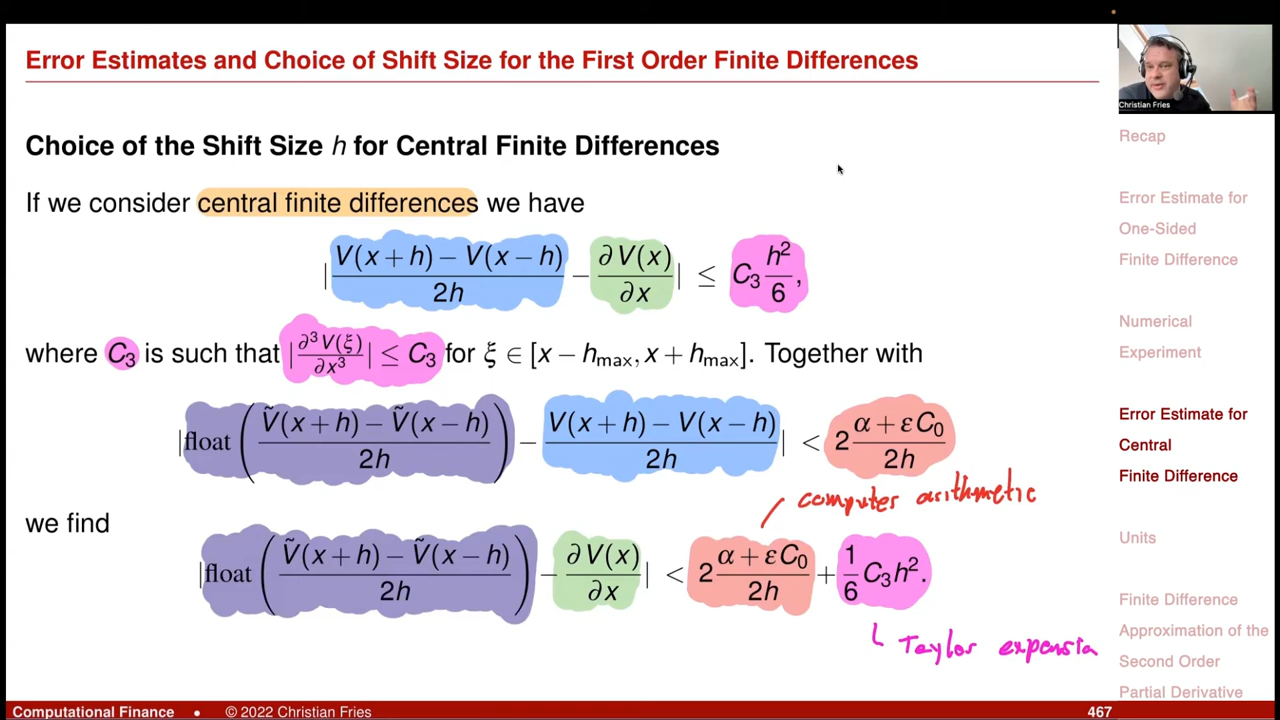 Error Estimates and Choice of Shift Size for the First Order Finite Differences
Christian Fries
Choice of the Shift Size h for Central Finite Differences
If we consider central finite differences we have
|V(x+h) − V(x−h) / 2h − ∂V(x) / ∂x| ≤ C₃ h² / 6,
where C₃ is such that |∂³V(ξ) / ∂x³| ≤ C₃ for ξ ∈ [x − hmax, x + hmax]. Together with
|float ( Ṽ(x+h) − Ṽ(x−h) / 2h ) − V(x+h) − V(x−h) / 2h| < 2 α + εC₀ / 2h
computer arithmetic
we find
|float ( Ṽ(x+h) − Ṽ(x−h) / 2h ) − ∂V(x) / ∂x| < 2 α + εC₀ / 2h + 1/6 C₃h².
Taylor expansia
Recap
Error Estimate for
One-Sided
Finite Difference
Numerical
Experiment
Error Estimate for
Central
Finite Difference
Units
Finite Difference
Approximation of the
Second Order
Partial Derivative
Computational Finance • © 2022 Christian Fries 467